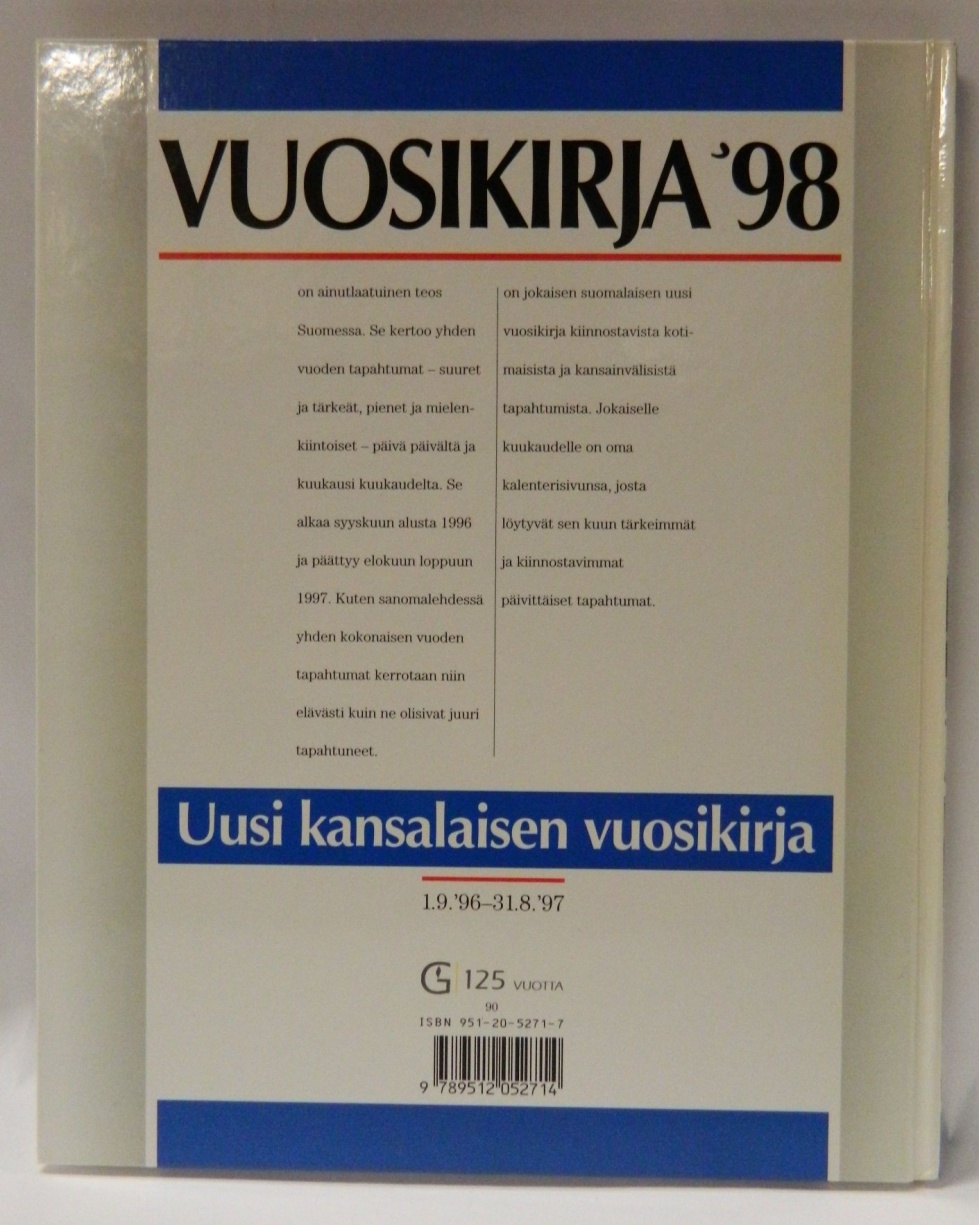 VUOSIKIRJA '98
on ainutlaatuinen teos
Suomessa. Se kertoo yhden
vuoden tapahtumat – suuret
ja tärkeät, pienet ja mielen-
kiintoiset – päivä päivältä ja
kuukausi kuukaudelta. Se
alkaa syyskuun alusta 1996
ja päättyy elokuun loppuun
1997. Kuten sanomalehdessä
yhden kokonaisen vuoden
tapahtumat kerrotaan niin
elävästi kuin ne olisivat juuri
tapahtuneet.
on jokaisen suomalaisen uusi
vuosikirja kiinnostavista koti-
maisista ja kansainvälisistä
tapahtumista. Jokaiselle
kuukaudelle on oma
kalenterisivunsa, josta
löytyvät sen kuun tärkeimmät
ja kiinnostavimmat
päivittäiset tapahtumat.
Uusi kansalaisen vuosikirja
1.9.'96–31.8.'97
G 125 VUOTTA
90
ISBN 951-20-5271-7
9 789512 052714